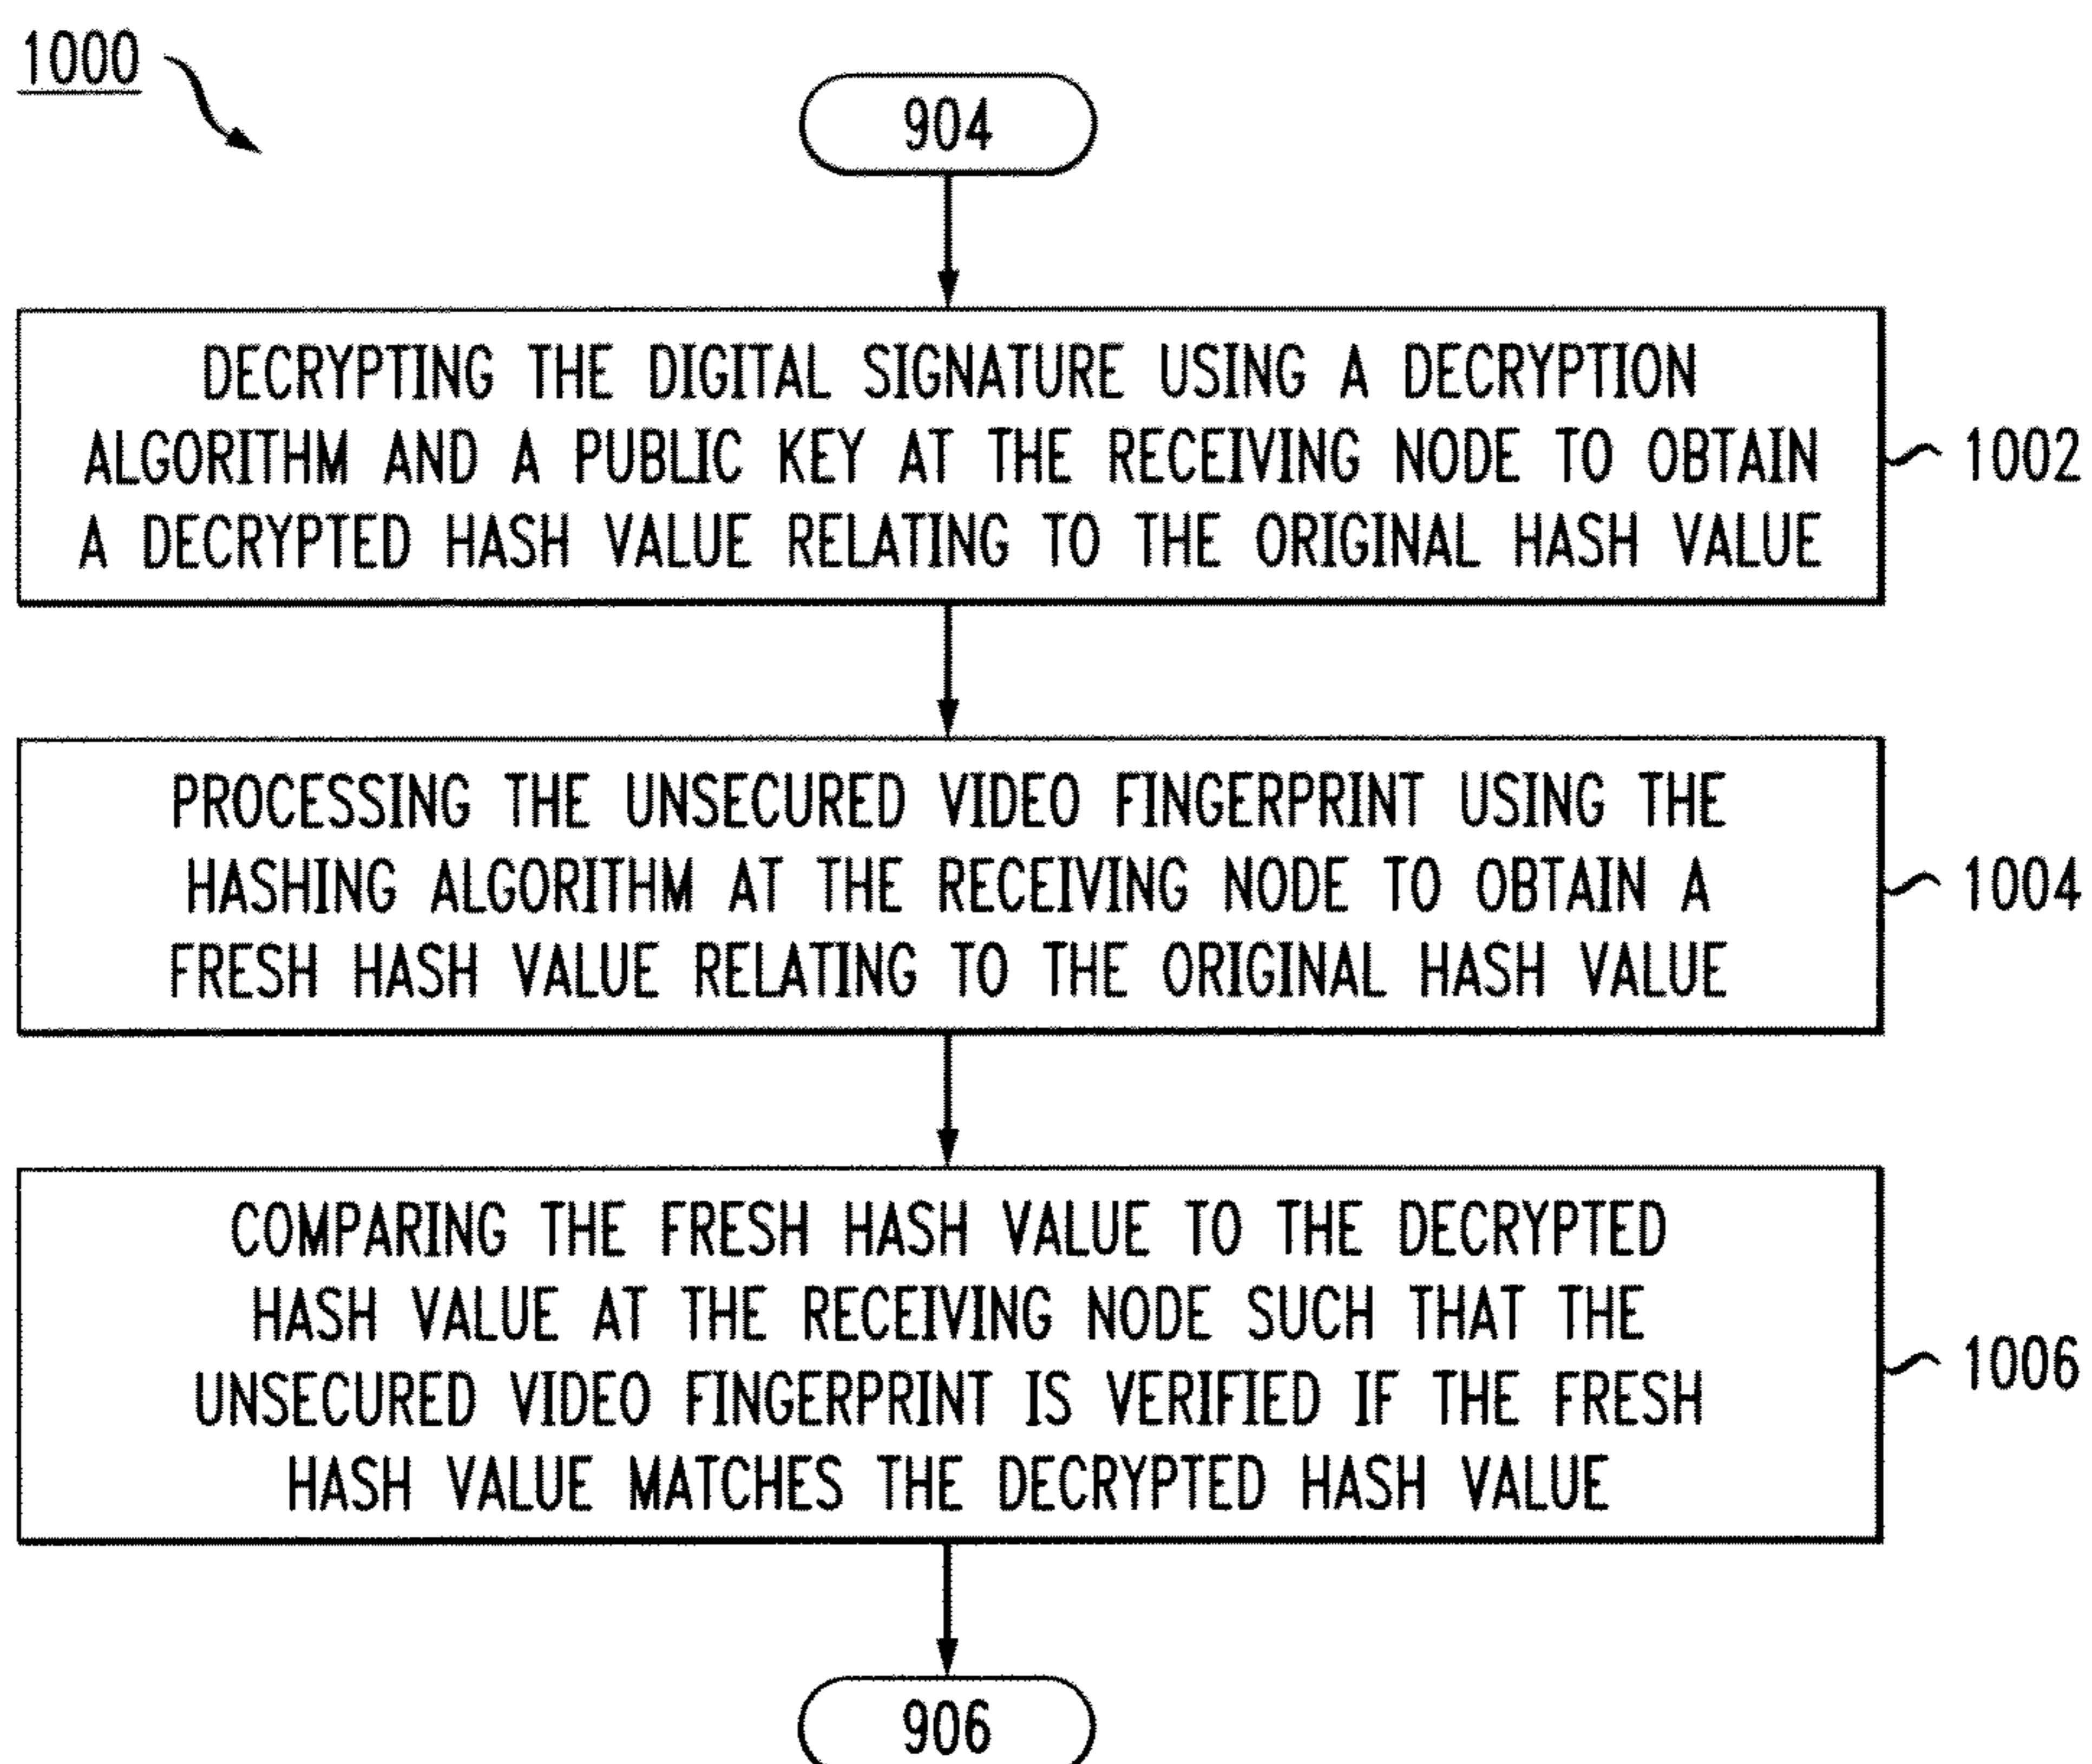 1000
904
DECRYPTING THE DIGITAL SIGNATURE USING A DECRYPTION
ALGORITHM AND A PUBLIC KEY AT THE RECEIVING NODE TO OBTAIN
A DECRYPTED HASH VALUE RELATING TO THE ORIGINAL HASH VALUE
1002
PROCESSING THE UNSECURED VIDEO FINGERPRINT USING THE
HASHING ALGORITHM AT THE RECEIVING NODE TO OBTAIN A
FRESH HASH VALUE RELATING TO THE ORIGINAL HASH VALUE
1004
COMPARING THE FRESH HASH VALUE TO THE DECRYPTED
HASH VALUE AT THE RECEIVING NODE SUCH THAT THE
UNSECURED VIDEO FINGERPRINT IS VERIFIED IF THE FRESH
HASH VALUE MATCHES THE DECRYPTED HASH VALUE
1006
906